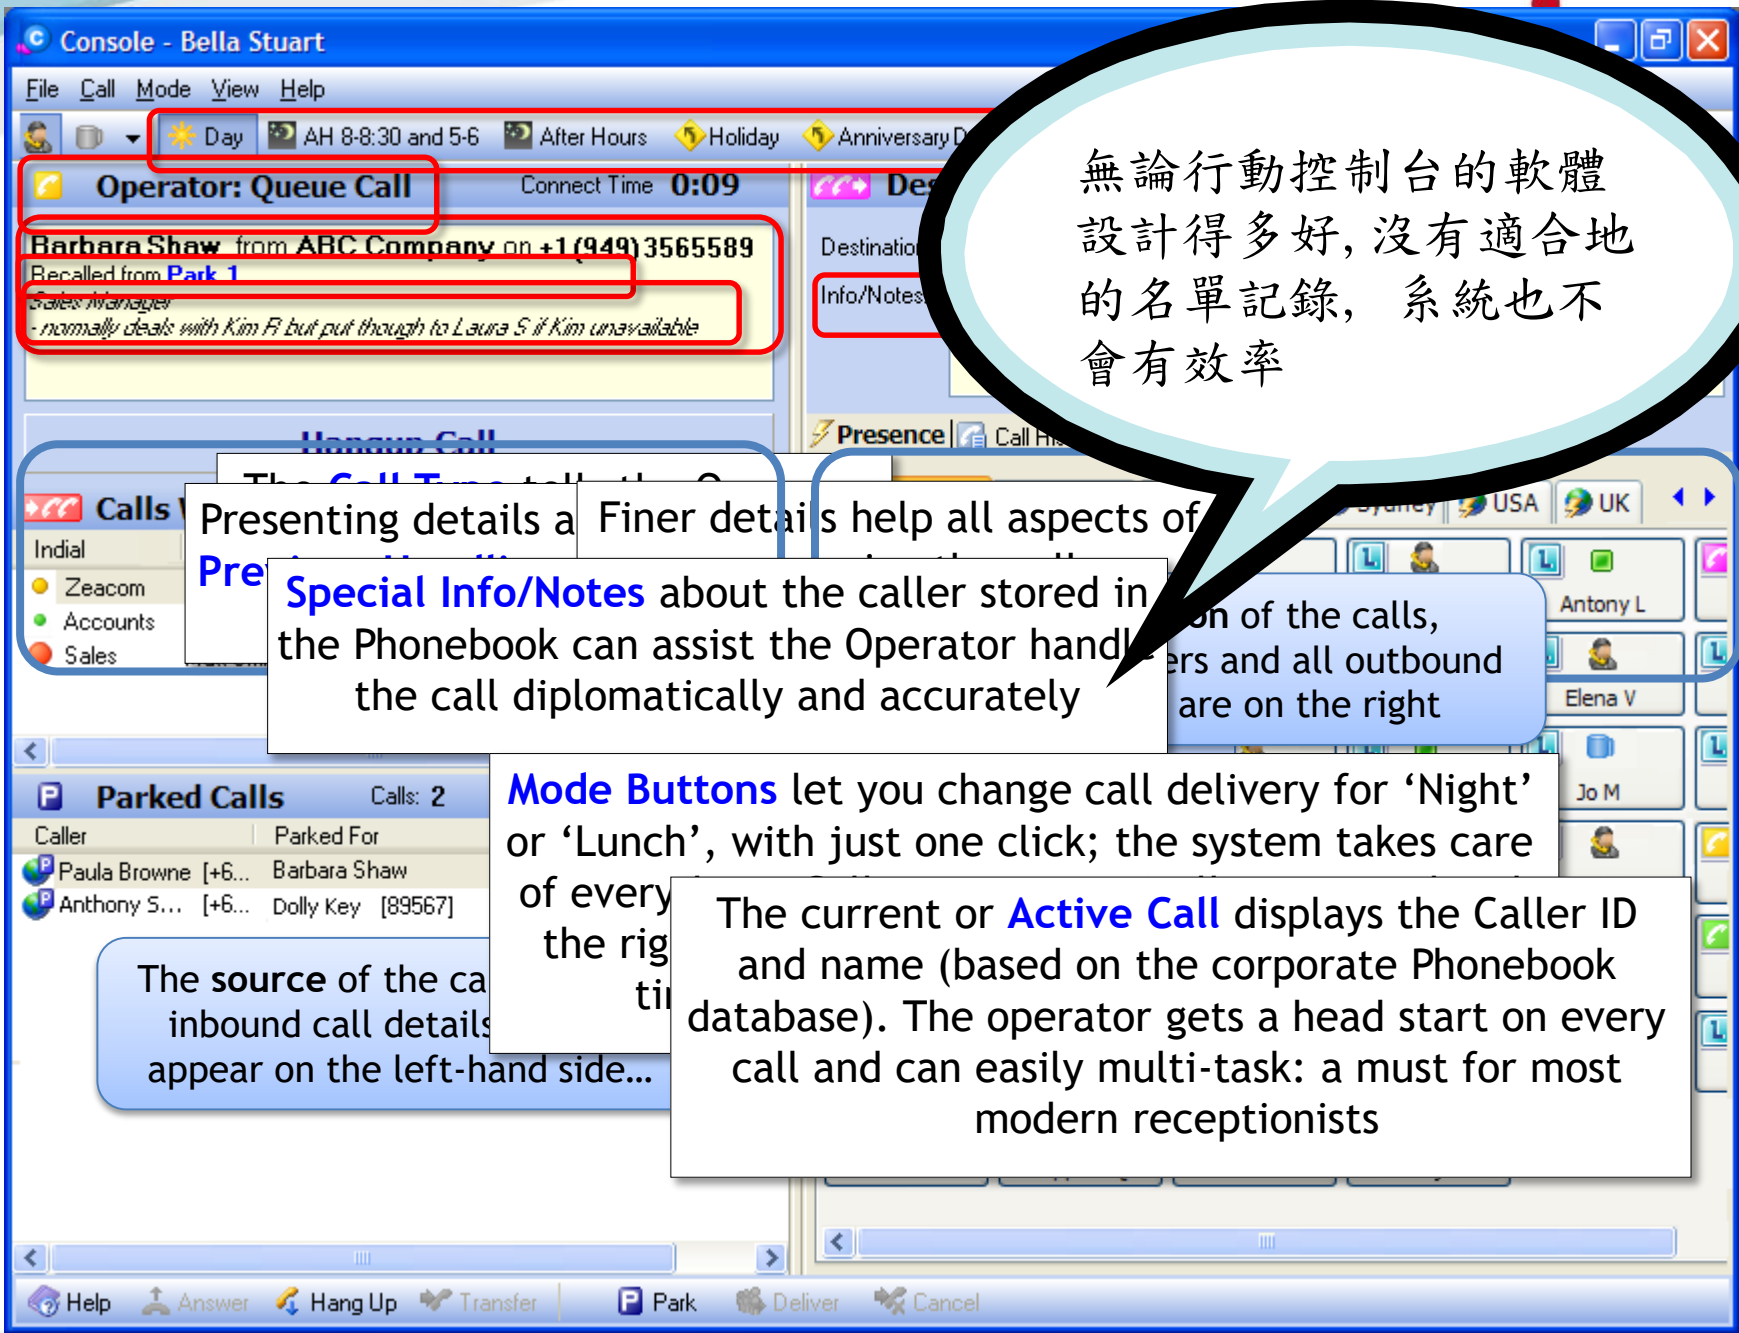 Console - Bella Stuart
File Call Mode View Help
Day AH 8-8:30 and 5-6 After Hours Holiday Anniversary D
Operator: Queue Call Connect Time 0:09
Barbara Shaw from ABC Company on +1 (949) 3565589
Recalled from Park 1
Sales Manager
- normally deals with Kim R but put though to Laura S if Kim unavailable
Hangup Call
Destination
Info/Notes
Presence Call His
無論行動控制台的軟體
設計得多好, 沒有適合地
的名單記錄, 系統也不
會有效率
The Call Type tells the O
Presenting details a
Finer details help all aspects of
Special Info/Notes about the caller stored in
the Phonebook can assist the Operator handle
the call diplomatically and accurately
Calls
Indial
Zeacom
Accounts
Sales
Sydney USA UK
Antony L
Elena V
Jo M
of the calls,
ers and all outbound
are on the right
Parked Calls Calls: 2
Caller Parked For
Paula Browne [+6... Barbara Shaw
Anthony S... [+6... Dolly Key [89567]
Mode Buttons let you change call delivery for ‘Night’
or ‘Lunch’, with just one click; the system takes care
of every
the rig
The source of the ca
inbound call details
appear on the left-hand side…
The current or Active Call displays the Caller ID
and name (based on the corporate Phonebook
database). The operator gets a head start on every
call and can easily multi-task: a must for most
modern receptionists
Help Answer Hang Up Transfer Park Deliver Cancel